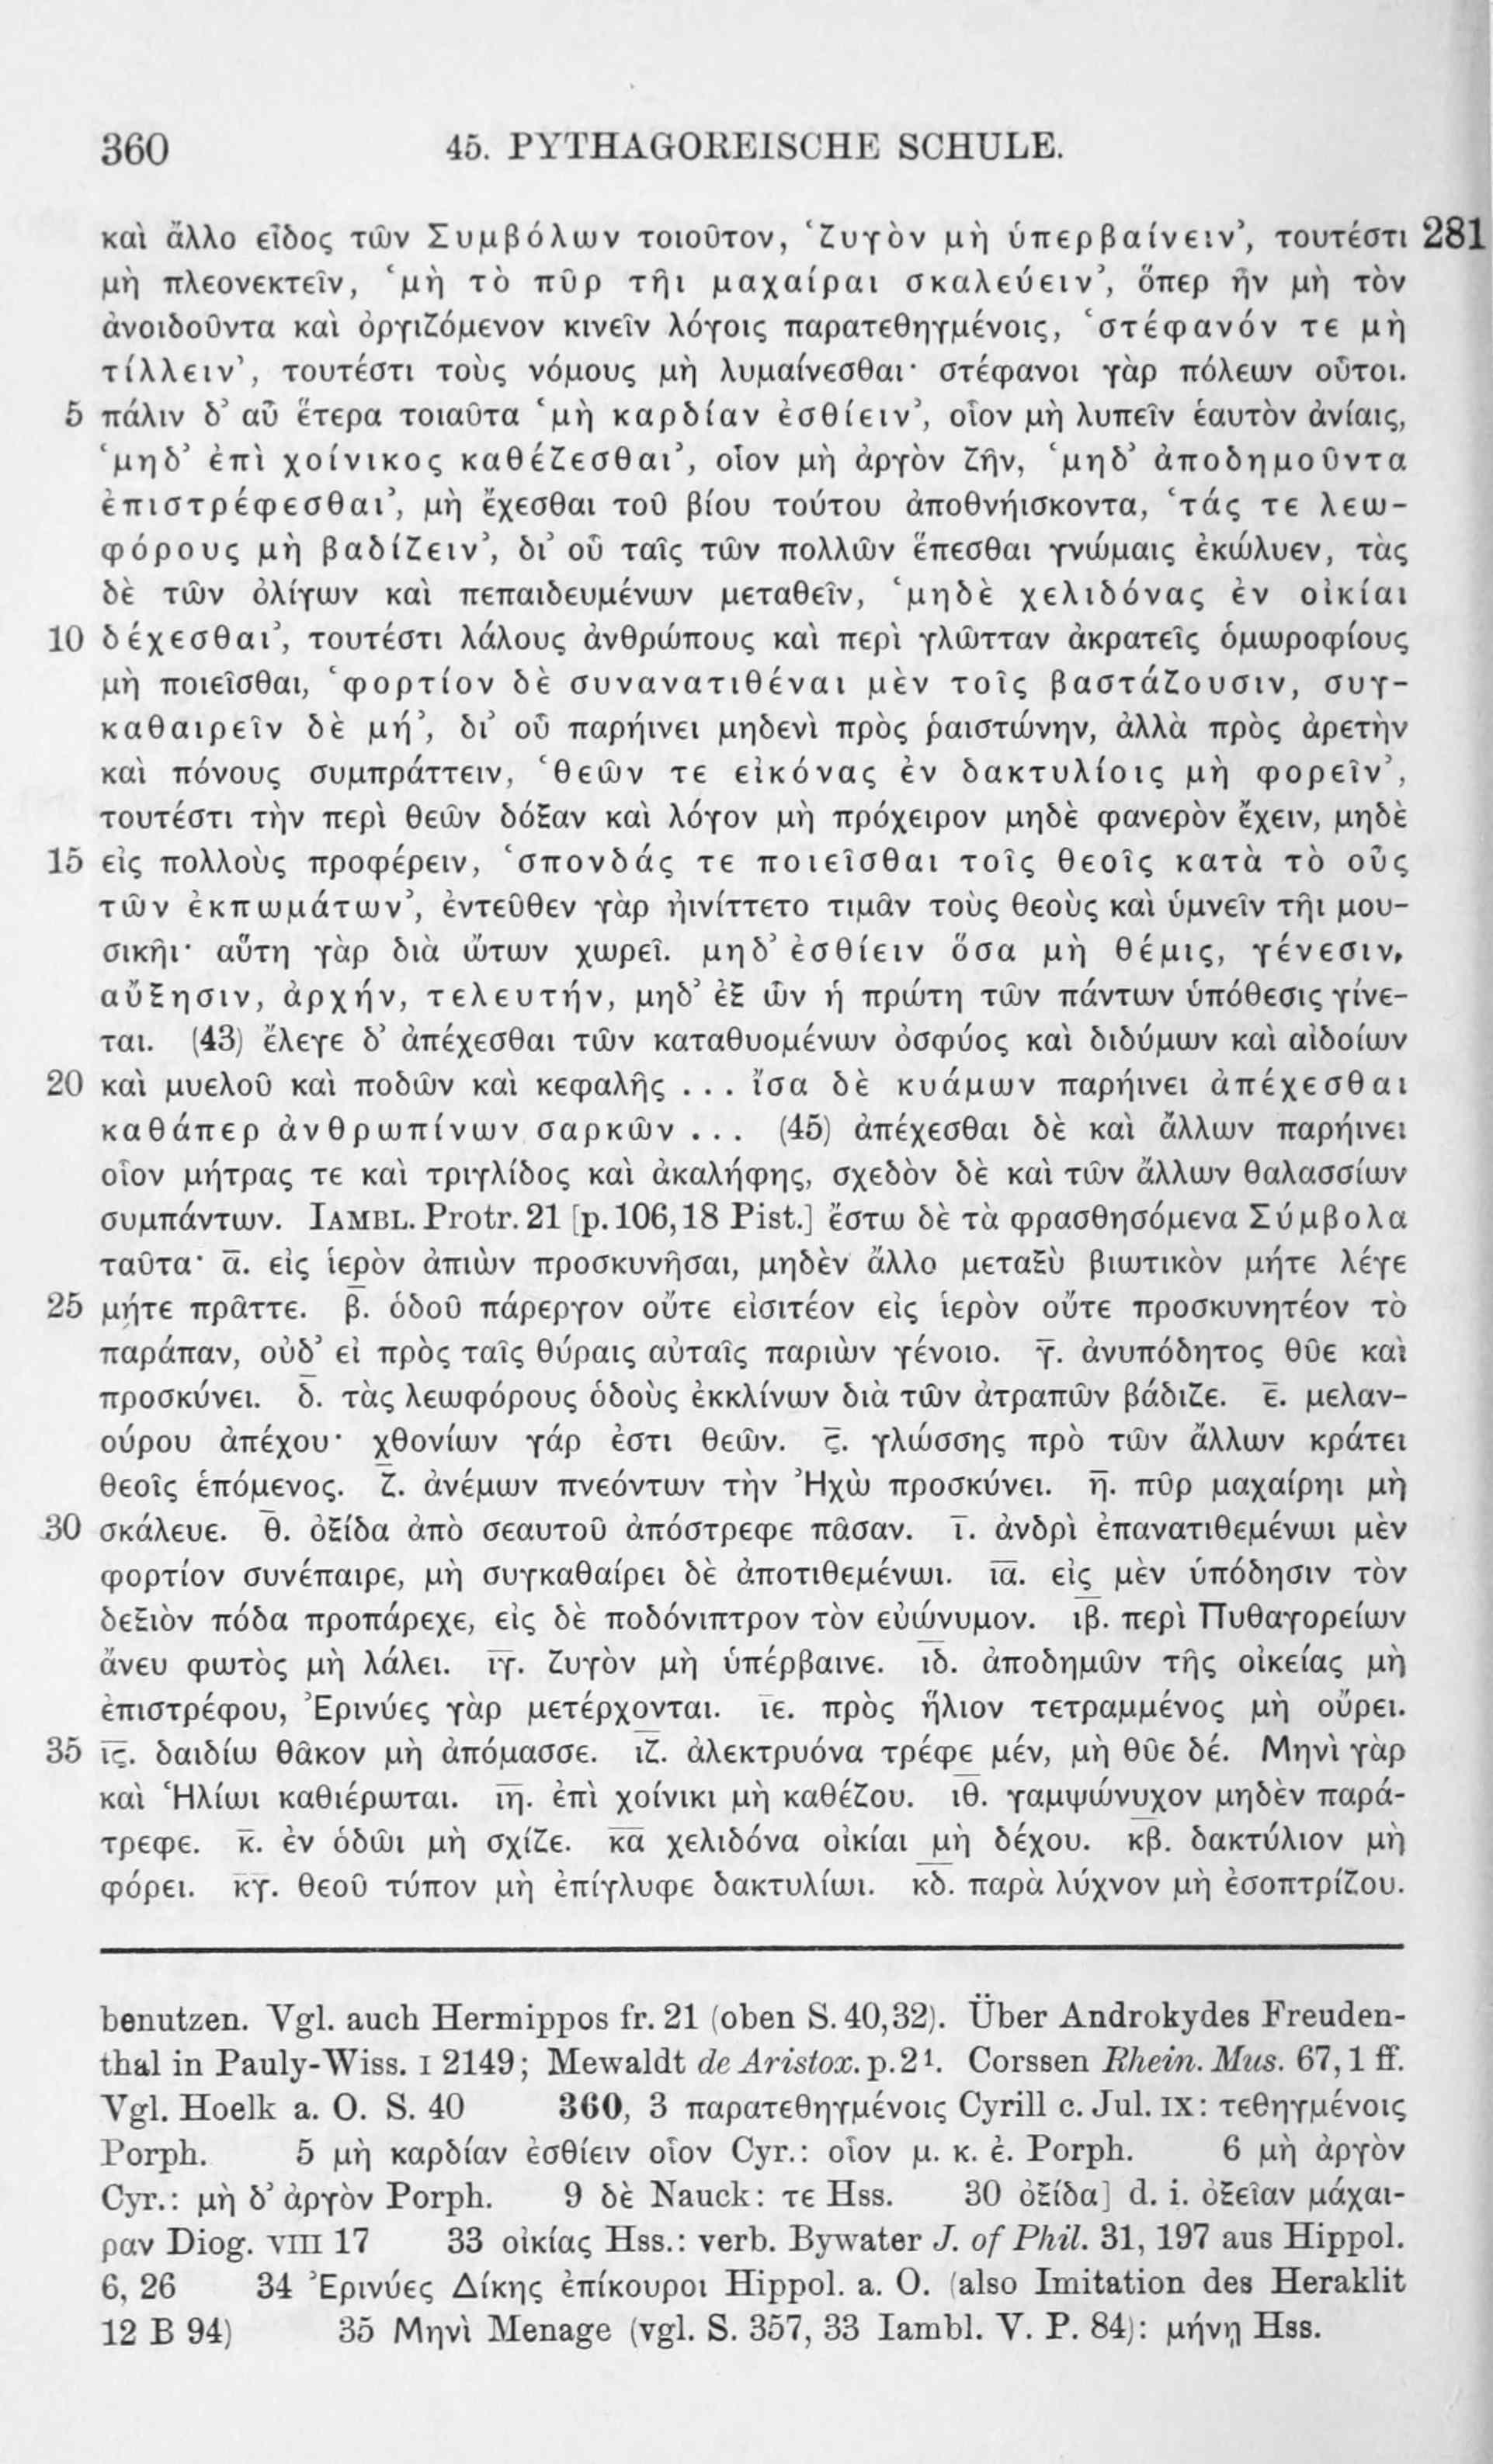 360 45. PYTHAGOREISCHE SCHULE.
καὶ ἄλλο εἶδος τῶν Συμβόλων τοιοῦτον, ‘ζυγὸν μὴ ὑπερβαίνειν’, τουτέστι 281
μὴ πλεονεκτεῖν, ‘μὴ τὸ πῦρ τῆι μαχαίραι σκαλεύειν’, ὅπερ ἦν μὴ τὸν
ἀνοιδοῦντα καὶ ὀργιζόμενον κινεῖν λόγοις παρατεθηγμένοις, ‘στέφανόν τε μὴ
τίλλειν’, τουτέστι τοὺς νόμους μὴ λυμαίνεσθαι· στέφανοι γὰρ πόλεων οὗτοι.
5 πάλιν δ’ αὖ ἕτερα τοιαῦτα ‘μὴ καρδίαν ἐσθίειν’, οἷον μὴ λυπεῖν ἑαυτὸν ἀνίαις,
‘μηδ’ ἐπὶ χοίνικος καθέζεσθαι’, οἷον μὴ ἀργὸν ζῆν, ‘μηδ’ ἀποδημοῦντα
ἐπιστρέφεσθαι’, μὴ ἔχεσθαι τοῦ βίου τούτου ἀποθνήισκοντα, ‘τάς τε λεω-
φόρους μὴ βαδίζειν’, δι’ οὗ ταῖς τῶν πολλῶν ἕπεσθαι γνώμαις ἐκώλυεν, τὰς
δὲ τῶν ὀλίγων καὶ πεπαιδευμένων μεταθεῖν, ‘μηδὲ χελιδόνας ἐν οἰκίαι
10 δέχεσθαι’, τουτέστι λάλους ἀνθρώπους καὶ περὶ γλῶτταν ἀκρατεῖς ὁμωροφίους
μὴ ποιεῖσθαι, ‘φορτίον δὲ συνανατιθέναι μὲν τοῖς βαστάζουσιν, συγ-
καθαιρεῖν δὲ μή’, δι’ οὗ παρήινει μηδενὶ πρὸς ῥαιστώνην, ἀλλὰ πρὸς ἀρετὴν
καὶ πόνους συμπράττειν, ‘θεῶν τε εἰκόνας ἐν δακτυλίοις μὴ φορεῖν’,
τουτέστι τὴν περὶ θεῶν δόξαν καὶ λόγον μὴ πρόχειρον μηδὲ φανερὸν ἔχειν, μηδὲ
15 εἰς πολλοὺς προφέρειν, ‘σπονδάς τε ποιεῖσθαι τοῖς θεοῖς κατὰ τὸ οὖς
τῶν ἐκπωμάτων’, ἐντεῦθεν γὰρ ἠινίττετο τιμᾶν τοὺς θεοὺς καὶ ὑμνεῖν τῆι μου-
σικῆι· αὕτη γὰρ διὰ ὤτων χωρεῖ. μηδ’ ἐσθίειν ὅσα μὴ θέμις, γένεσιν,
αὔξησιν, ἀρχήν, τελευτήν, μηδ’ ἐξ ὧν ἡ πρώτη τῶν πάντων ὑπόθεσις γίνε-
ται. (43) ἔλεγε δ’ ἀπέχεσθαι τῶν καταθυομένων ὀσφύος καὶ διδύμων καὶ αἰδοίων
20 καὶ μυελοῦ καὶ ποδῶν καὶ κεφαλῆς ... ἴσα δὲ κυάμων παρήινει ἀπέχεσθαι
καθάπερ ἀνθρωπίνων σαρκῶν ... (45) ἀπέχεσθαι δὲ καὶ ἄλλων παρήινει
οἷον μήτρας τε καὶ τριγλίδος καὶ ἀκαλήφης, σχεδὸν δὲ καὶ τῶν ἄλλων θαλασσίων
συμπάντων. IAMBL. Protr. 21 [p. 106,18 Pist.] ἔστω δὲ τὰ φρασθησόμενα Σύμβολα
ταῦτα· ᾱ. εἰς ἱερὸν ἀπιὼν προσκυνῆσαι, μηδὲν ἄλλο μεταξὺ βιωτικὸν μήτε λέγε
25 μήτε πρᾶττε. β̄. ὁδοῦ πάρεργον οὔτε εἰσιτέον εἰς ἱερὸν οὔτε προσκυνητέον τὸ
παράπαν, οὐδ’ εἰ πρὸς ταῖς θύραις αὐταῖς παριὼν γένοιο. γ̄. ἀνυπόδητος θῦε καὶ
προσκύνει. δ̄. τὰς λεωφόρους ὁδοὺς ἐκκλίνων διὰ τῶν ἀτραπῶν βάδιζε. ε̄. μελαν-
ούρου ἀπέχου· χθονίων γάρ ἐστι θεῶν. ς̄. γλώσσης πρὸ τῶν ἄλλων κράτει
θεοῖς ἑπόμενος. ζ̄. ἀνέμων πνεόντων τὴν Ἠχὼ προσκύνει. η̄. πῦρ μαχαίρηι μὴ
30 σκάλευε. θ̄. ὀξίδα ἀπὸ σεαυτοῦ ἀπόστρεφε πᾶσαν. ῑ. ἀνδρὶ ἐπανατιθεμένωι μὲν
φορτίον συνέπαιρε, μὴ συγκαθαίρει δὲ ἀποτιθεμένωι. ῑᾱ. εἰς μὲν ὑπόδησιν τὸν
δεξιὸν πόδα προπάρεχε, εἰς δὲ ποδόνιπτρον τὸν εὐώνυμον. ῑβ̄. περὶ Πυθαγορείων
ἄνευ φωτὸς μὴ λάλει. ῑγ̄. ζυγὸν μὴ ὑπέρβαινε. ῑδ̄. ἀποδημῶν τῆς οἰκείας μὴ
ἐπιστρέφου, Ἐρινύες γὰρ μετέρχονται. ῑε̄. πρὸς ἥλιον τετραμμένος μὴ οὔρει.
35 ῑς̄. δαιδίω θᾶκον μὴ ἀπόμασσε. ῑζ̄. ἀλεκτρυόνα τρέφε μέν, μὴ θῦε δέ. Μηνὶ γὰρ
καὶ Ἡλίωι καθιέρωται. ῑη̄. ἐπὶ χοίνικι μὴ καθέζου. ῑθ̄. γαμψώνυχον μηδὲν παρά-
τρεφε. κ̄. ἐν ὁδῶι μὴ σχίζε. κ̄ᾱ χελιδόνα οἰκίαι μὴ δέχου. κ̄β̄. δακτύλιον μὴ
φόρει. κ̄γ̄. θεοῦ τύπον μὴ ἐπίγλυφε δακτυλίωι. κ̄δ̄. παρὰ λύχνον μὴ ἐσοπτρίζου.
benutzen. Vgl. auch Hermippos fr. 21 (oben S. 40,32). Über Androkydes Freuden-
thal in Pauly-Wiss. I 2149; Mewaldt de Aristox. p. 2¹. Corssen Rhein. Mus. 67, 1 ff.
Vgl. Hoelk a. O. S. 40 360, 3 παρατεθηγμένοις Cyrill c. Jul. IX: τεθηγμένοις
Porph. 5 μὴ καρδίαν ἐσθίειν οἷον Cyr.: οἷον μ. κ. ἐ. Porph. 6 μὴ ἀργὸν
Cyr.: μὴ δ’ ἀργὸν Porph. 9 δὲ Nauck: τε Hss. 30 ὀξίδα] d. i. ὀξεῖαν μάχαι-
ραν Diog. VIII 17 33 οἰκίας Hss.: verb. Bywater J. of Phil. 31, 197 aus Hippol.
6, 26 34 Ἐρινύες Δίκης ἐπίκουροι Hippol. a. O. (also Imitation des Heraklit
12 B 94) 35 Μηνὶ Menage (vgl. S. 357, 33 Iambl. V. P. 84): μήνῃ Hss.